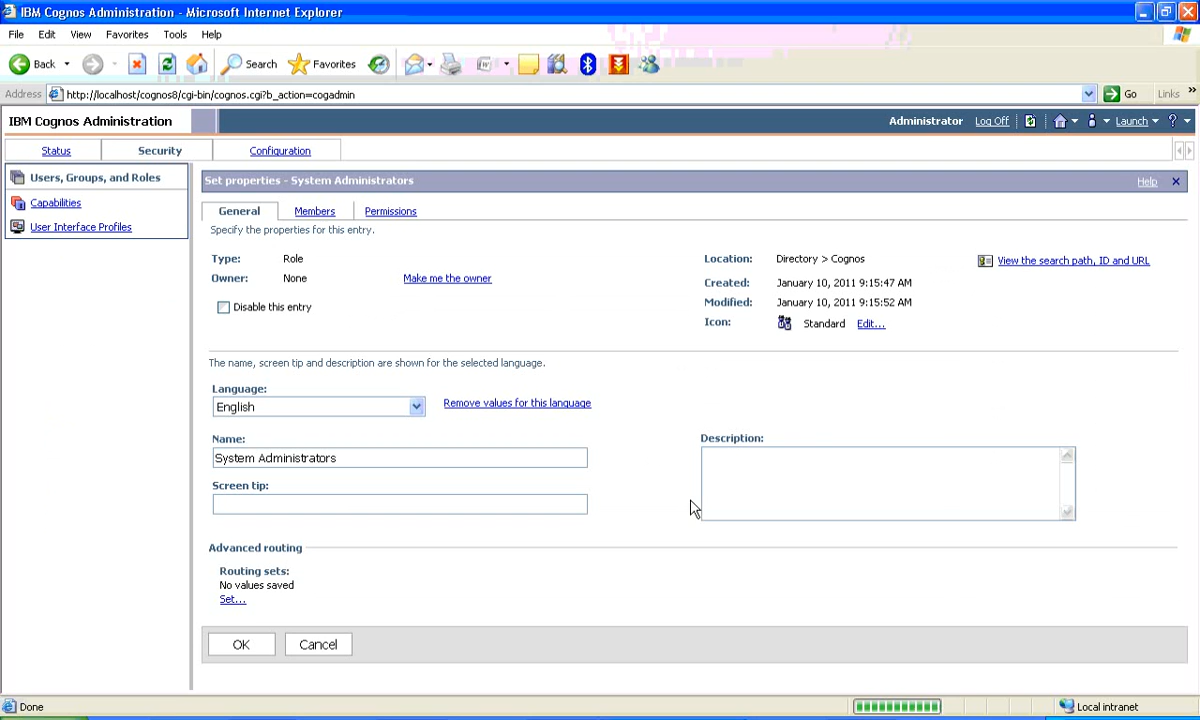 IBM Cognos Administration - Microsoft Internet Explorer
File Edit View Favorites Tools Help
Back Search Favorites
Address http://localhost/cognos8/cgi-bin/cognos.cgi?b_action=cogadmin Go Links »
IBM Cognos Administration Administrator Log Off Launch ?
Status Security Configuration
Users, Groups, and Roles
Capabilities
User Interface Profiles
Set properties - System Administrators Help
General Members Permissions
Specify the properties for this entry.
Type: Role
Owner: None Make me the owner
Disable this entry
Location: Directory > Cognos
Created: January 10, 2011 9:15:47 AM
Modified: January 10, 2011 9:15:52 AM
Icon: Standard Edit...
View the search path, ID and URL
The name, screen tip and description are shown for the selected language.
Language:
English Remove values for this language
Name:
System Administrators
Screen tip:
Description:
Advanced routing
Routing sets:
No values saved
Set...
OK Cancel
Done Local intranet